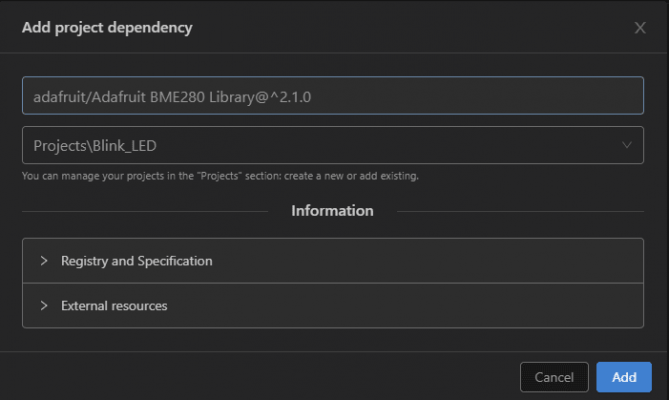 Add project dependency
adafruit/Adafruit BME280 Library@^2.1.0
Projects\Blink_LED
You can manage your projects in the "Projects" section: create a new or add existing.
Information
Registry and Specification
External resources
Cancel
Add